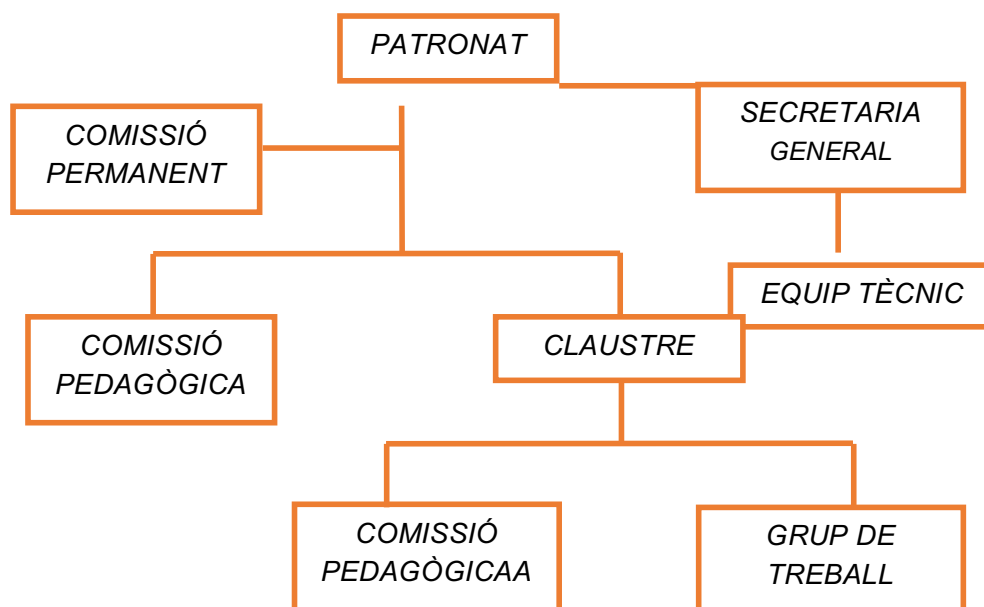 PATRONAT
SECRETARIA
GENERAL
COMISSIÓ
PERMANENT
EQUIP TÈCNIC
COMISSIÓ
PEDAGÒGICA
CLAUSTRE
COMISSIÓ
PEDAGÒGICAA
GRUP DE
TREBALL